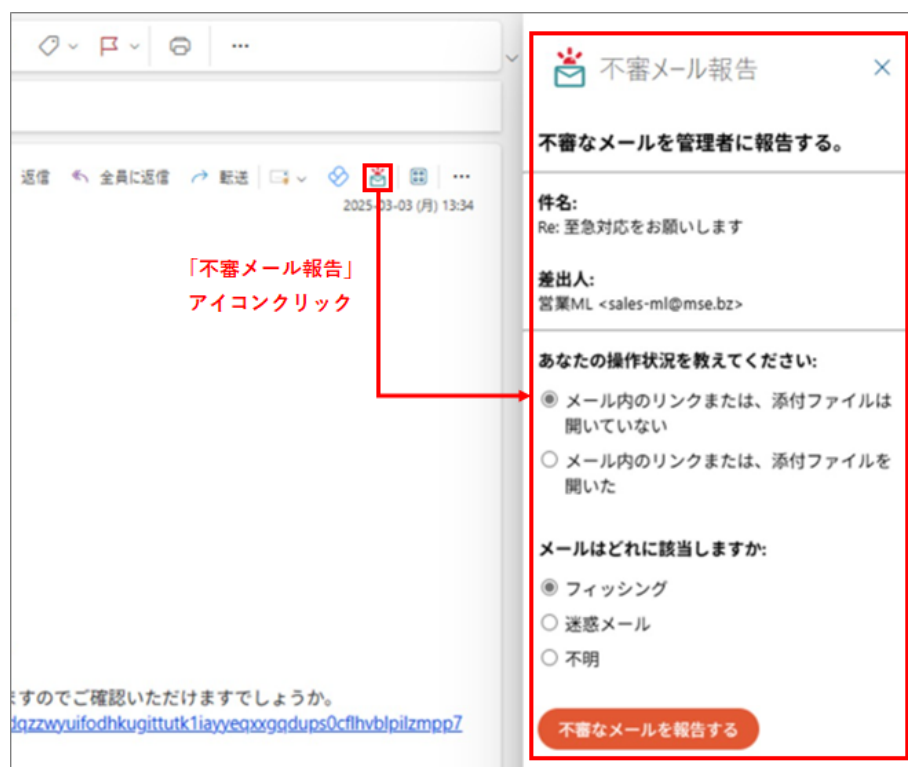 不審メール報告
不審なメールを管理者に報告する。
返信 全員に返信 転送
2025-03-03 (月) 13:34
件名:
Re: 至急対応をお願いします
「不審メール報告」
アイコンクリック
差出人:
営業ML <sales-ml@mse.bz>
あなたの操作状況を教えてください:
メール内のリンクまたは、添付ファイルは
開いていない
メール内のリンクまたは、添付ファイルを
開いた
メールはどれに該当しますか:
フィッシング
迷惑メール
不明
ますのでご確認いただけますでしょうか。
不審なメールを報告する